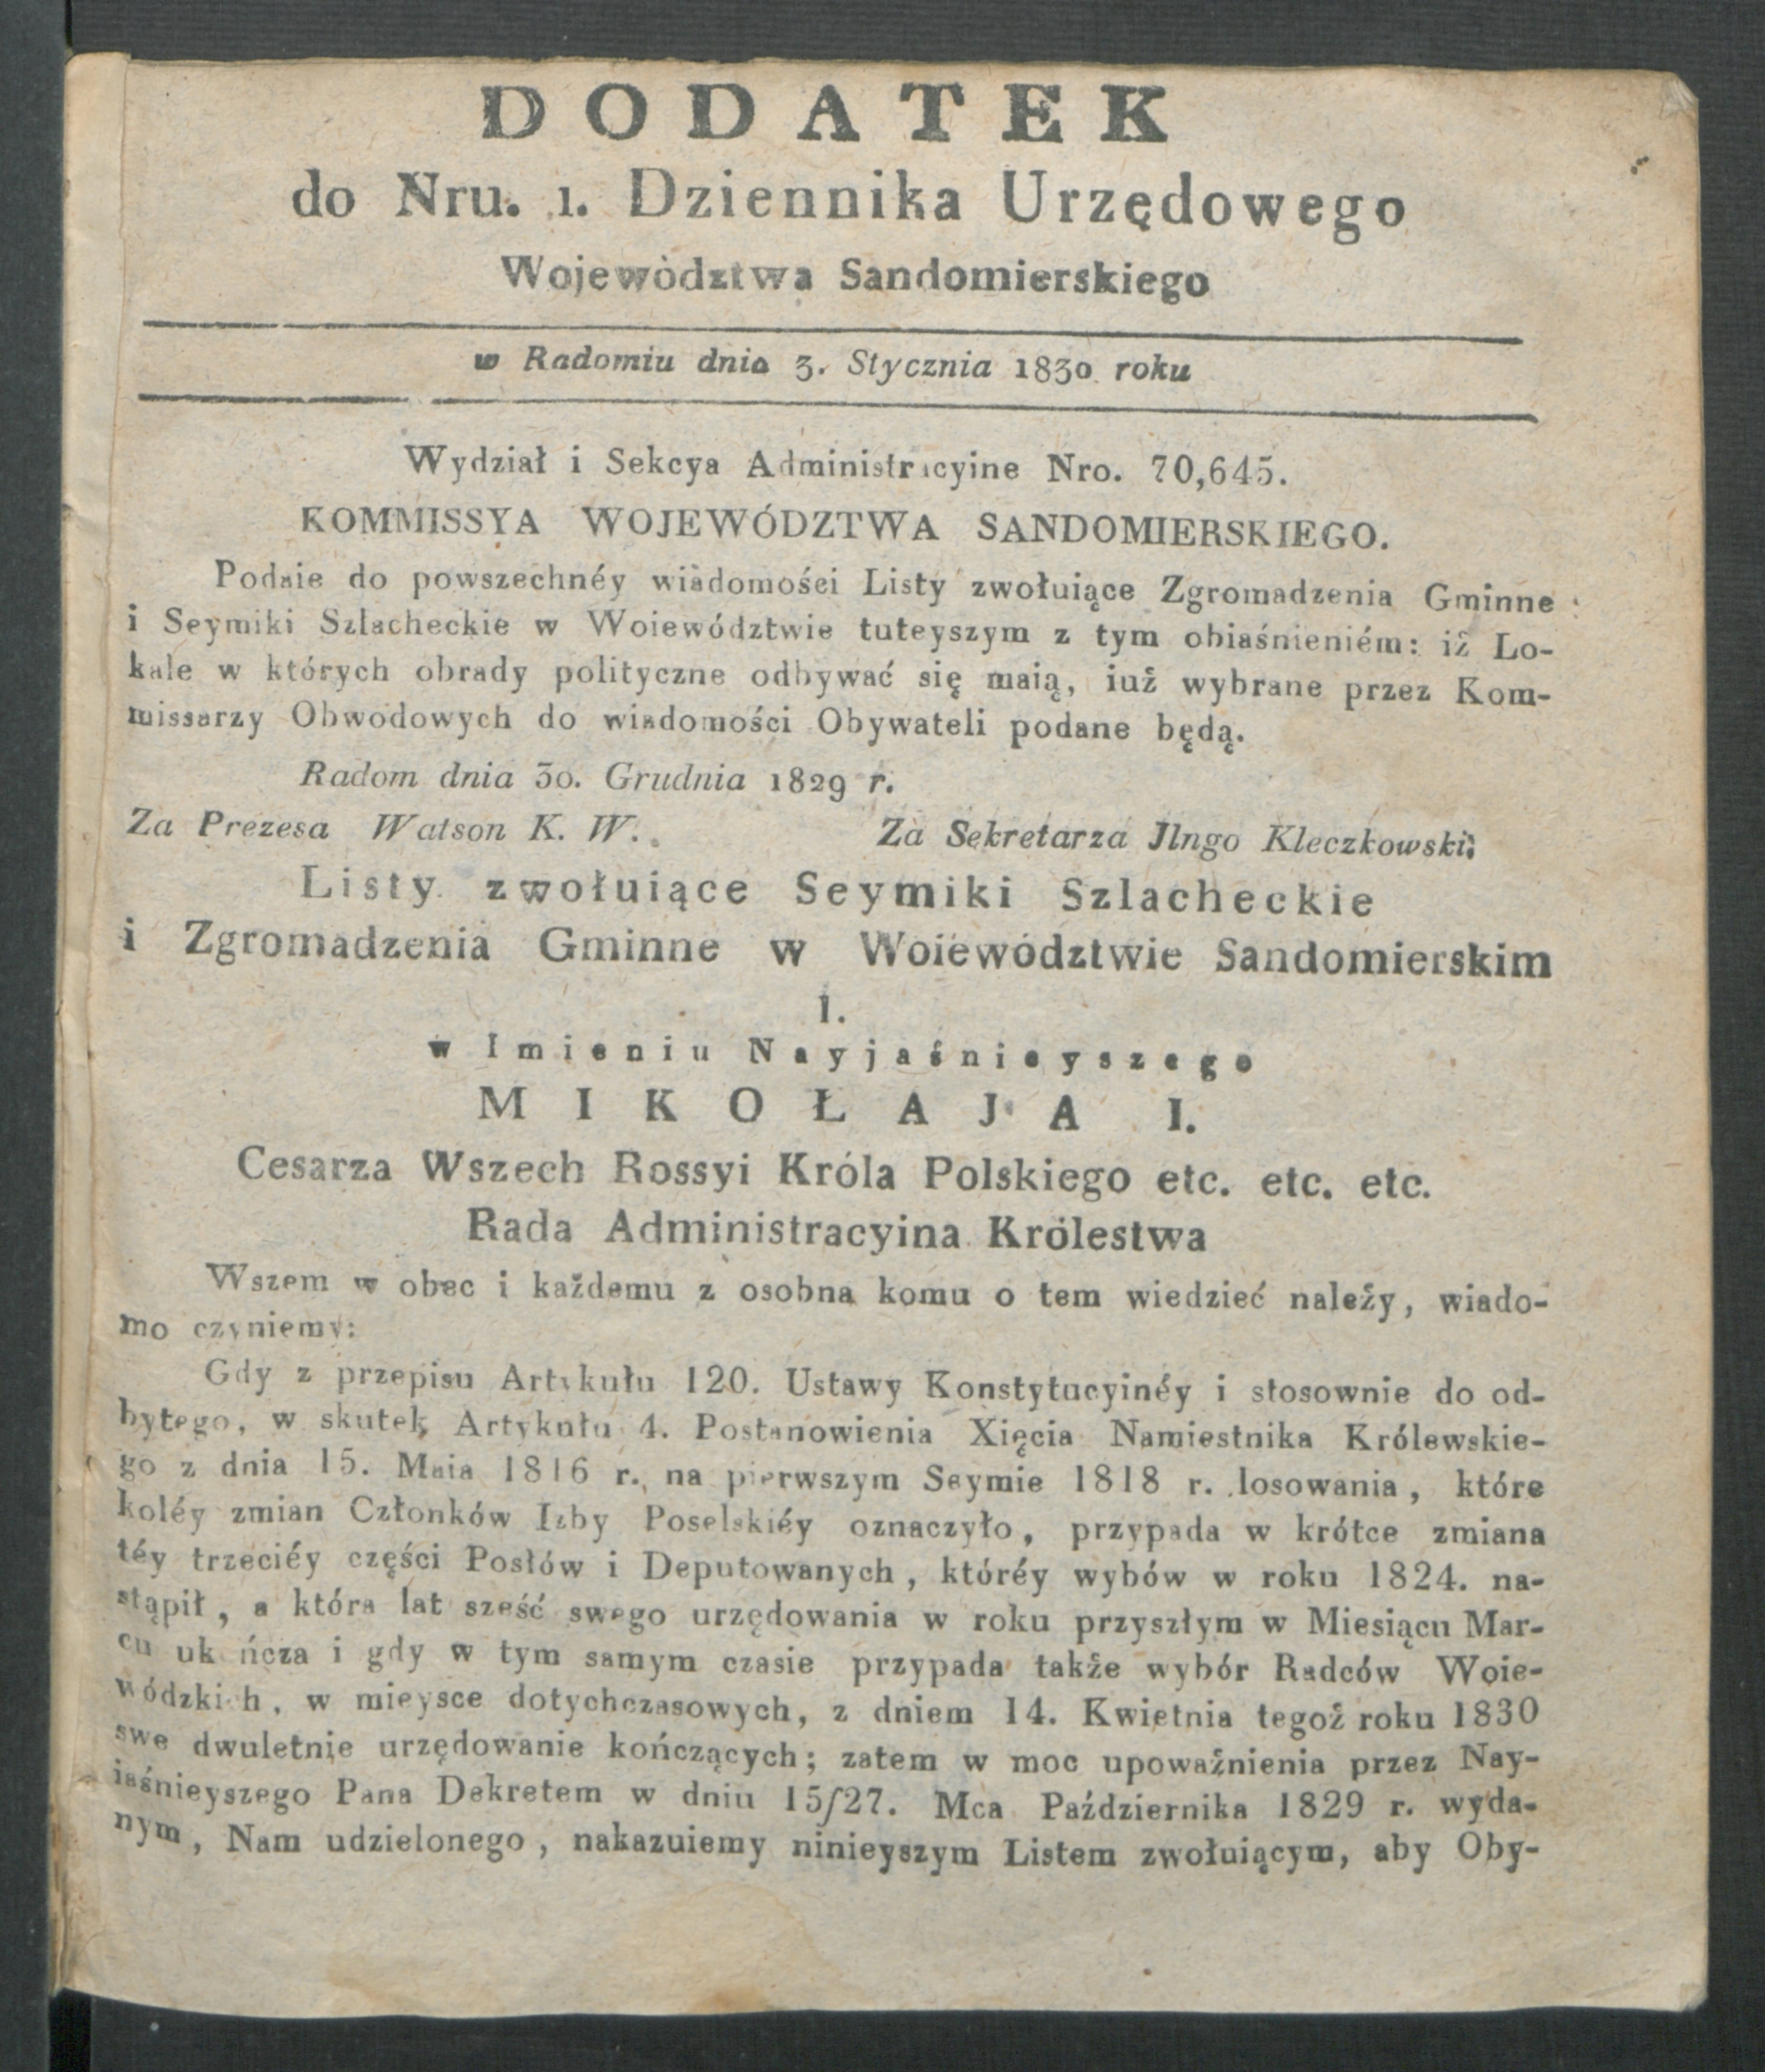 DODATEK
do Nru. 1. Dziennika Urzędowego
Województwa Sandomierskiego
w Radomiu dnia 3. Stycznia 1830 roku
Wydział i Sekcya Administracyine Nro. 70,645.
KOMMISSYA WOJEWÓDZTWA SANDOMIERSKIEGO.
Podaie do powszechnéy wiadomości Listy zwołuiące Zgromadzenia Gminne
i Seymiki Szlacheckie w Woiewództwie tuteyszym z tym obiaśnieniém: iż Lo-
kale w których obrady polityczne odbywać się maią, iuż wybrane przez Kom-
missarzy Obwodowych do wiadomości Obywateli podane będą.
Radom dnia 30. Grudnia 1829 r.
Za Prezesa Watson K. W. Za Sekretarza Jlngo Kleczkowski.
Listy zwołuiące Seymiki Szlacheckie
i Zgromadzenia Gminne w Woiewództwie Sandomierskim
I.
w Imieniu Nayjaśnieyszego
MIKOŁAJA I.
Cesarza Wszech Rossyi Króla Polskiego etc. etc. etc.
Rada Administracyina Królestwa
Wszem w obec i każdemu z osobna komu o tem wiedzieć należy, wiado-
mo czyniemy:
Gdy z przepisu Artykułu 120. Ustawy Konstytucyinéy i stosownie do od-
bytego, w skutek Artykułu 4. Postanowienia Xięcia Namiestnika Królewskie-
go z dnia 15. Maia 1816 r. na pierwszym Seymie 1818 r. losowania, które
koléy zmian Członków Izby Poselskiéy oznaczyło, przypada w krótce zmiana
téy trzeciéy części Posłów i Deputowanych, któréy wybów w roku 1824. na-
stąpił, a która lat sześć swego urzędowania w roku przyszłym w Miesiącu Mar-
cu ukończa i gdy w tym samym czasie przypada także wybór Radców Woie-
wódzkich, w mieysce dotychczasowych, z dniem 14. Kwietnia tegoż roku 1830
swe dwuletnie urzędowanie kończących; zatem w moc upoważnienia przez Nay-
iaśnieyszego Pana Dekretem w dniu 15/27. Mca Października 1829 r. wyda-
nym, Nam udzielonego, nakazuiemy ninieyszym Listem zwołuiącym, aby Oby-